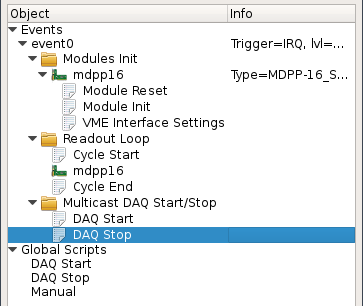 Object Info
Events
event0 Trigger=IRQ, lvl=...
Modules Init
mdpp16 Type=MDPP-16_S...
Module Reset
Module Init
VME Interface Settings
Readout Loop
Cycle Start
mdpp16
Cycle End
Multicast DAQ Start/Stop
DAQ Start
DAQ Stop
Global Scripts
DAQ Start
DAQ Stop
Manual